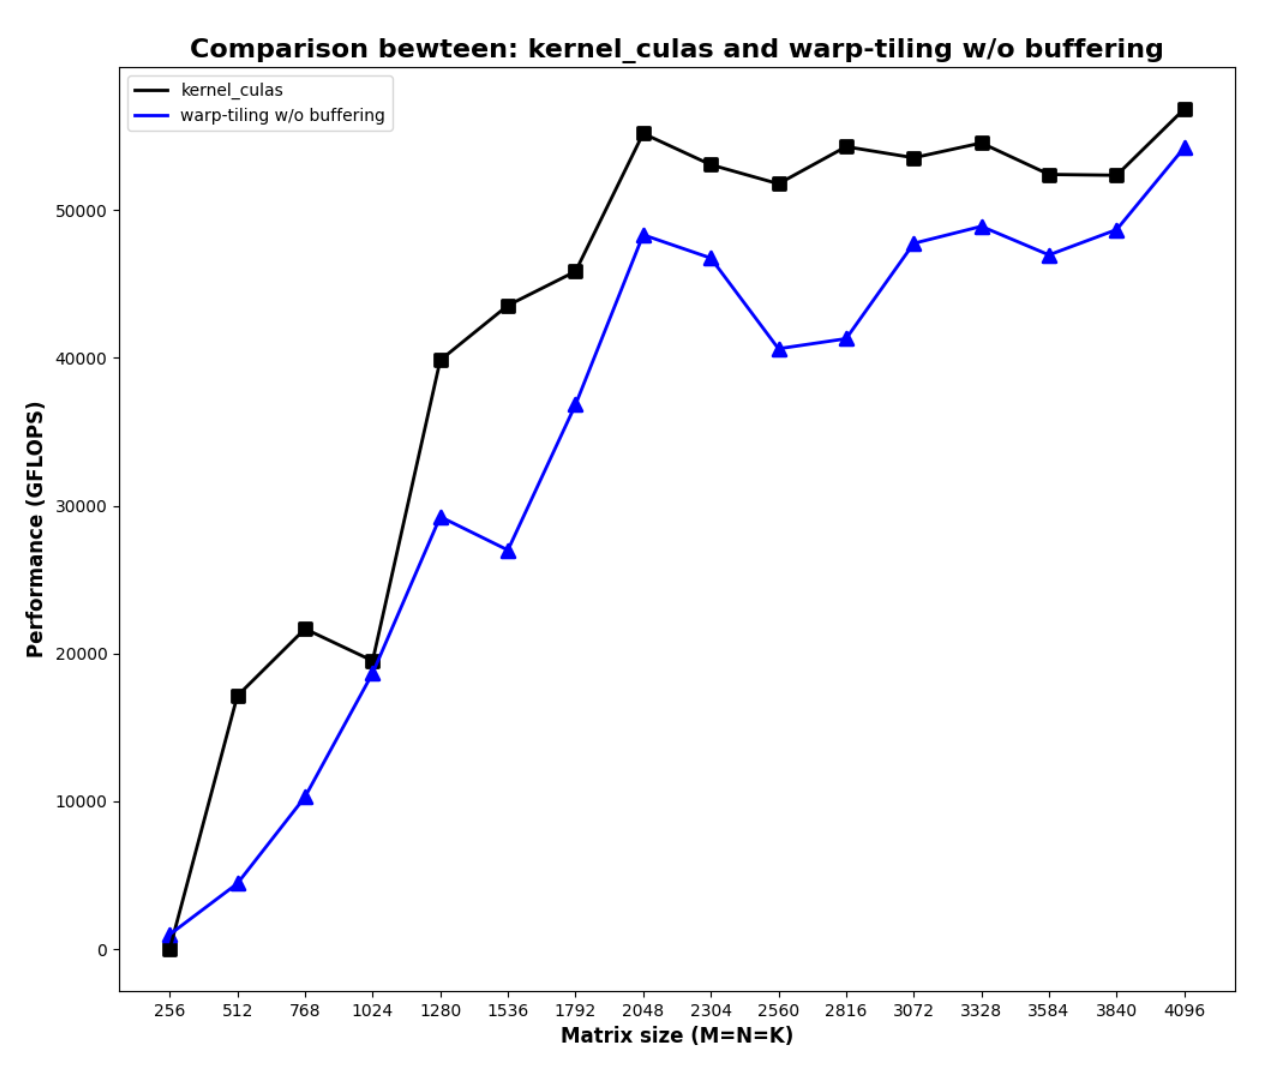 Comparison bewteen: kernel_culas and warp-tiling w/o buffering
kernel_culas
warp-tiling w/o buffering
Performance (GFLOPS)
50000
40000
30000
20000
10000
0
256 512 768 1024 1280 1536 1792 2048 2304 2560 2816 3072 3328 3584 3840 4096
Matrix size (M=N=K)